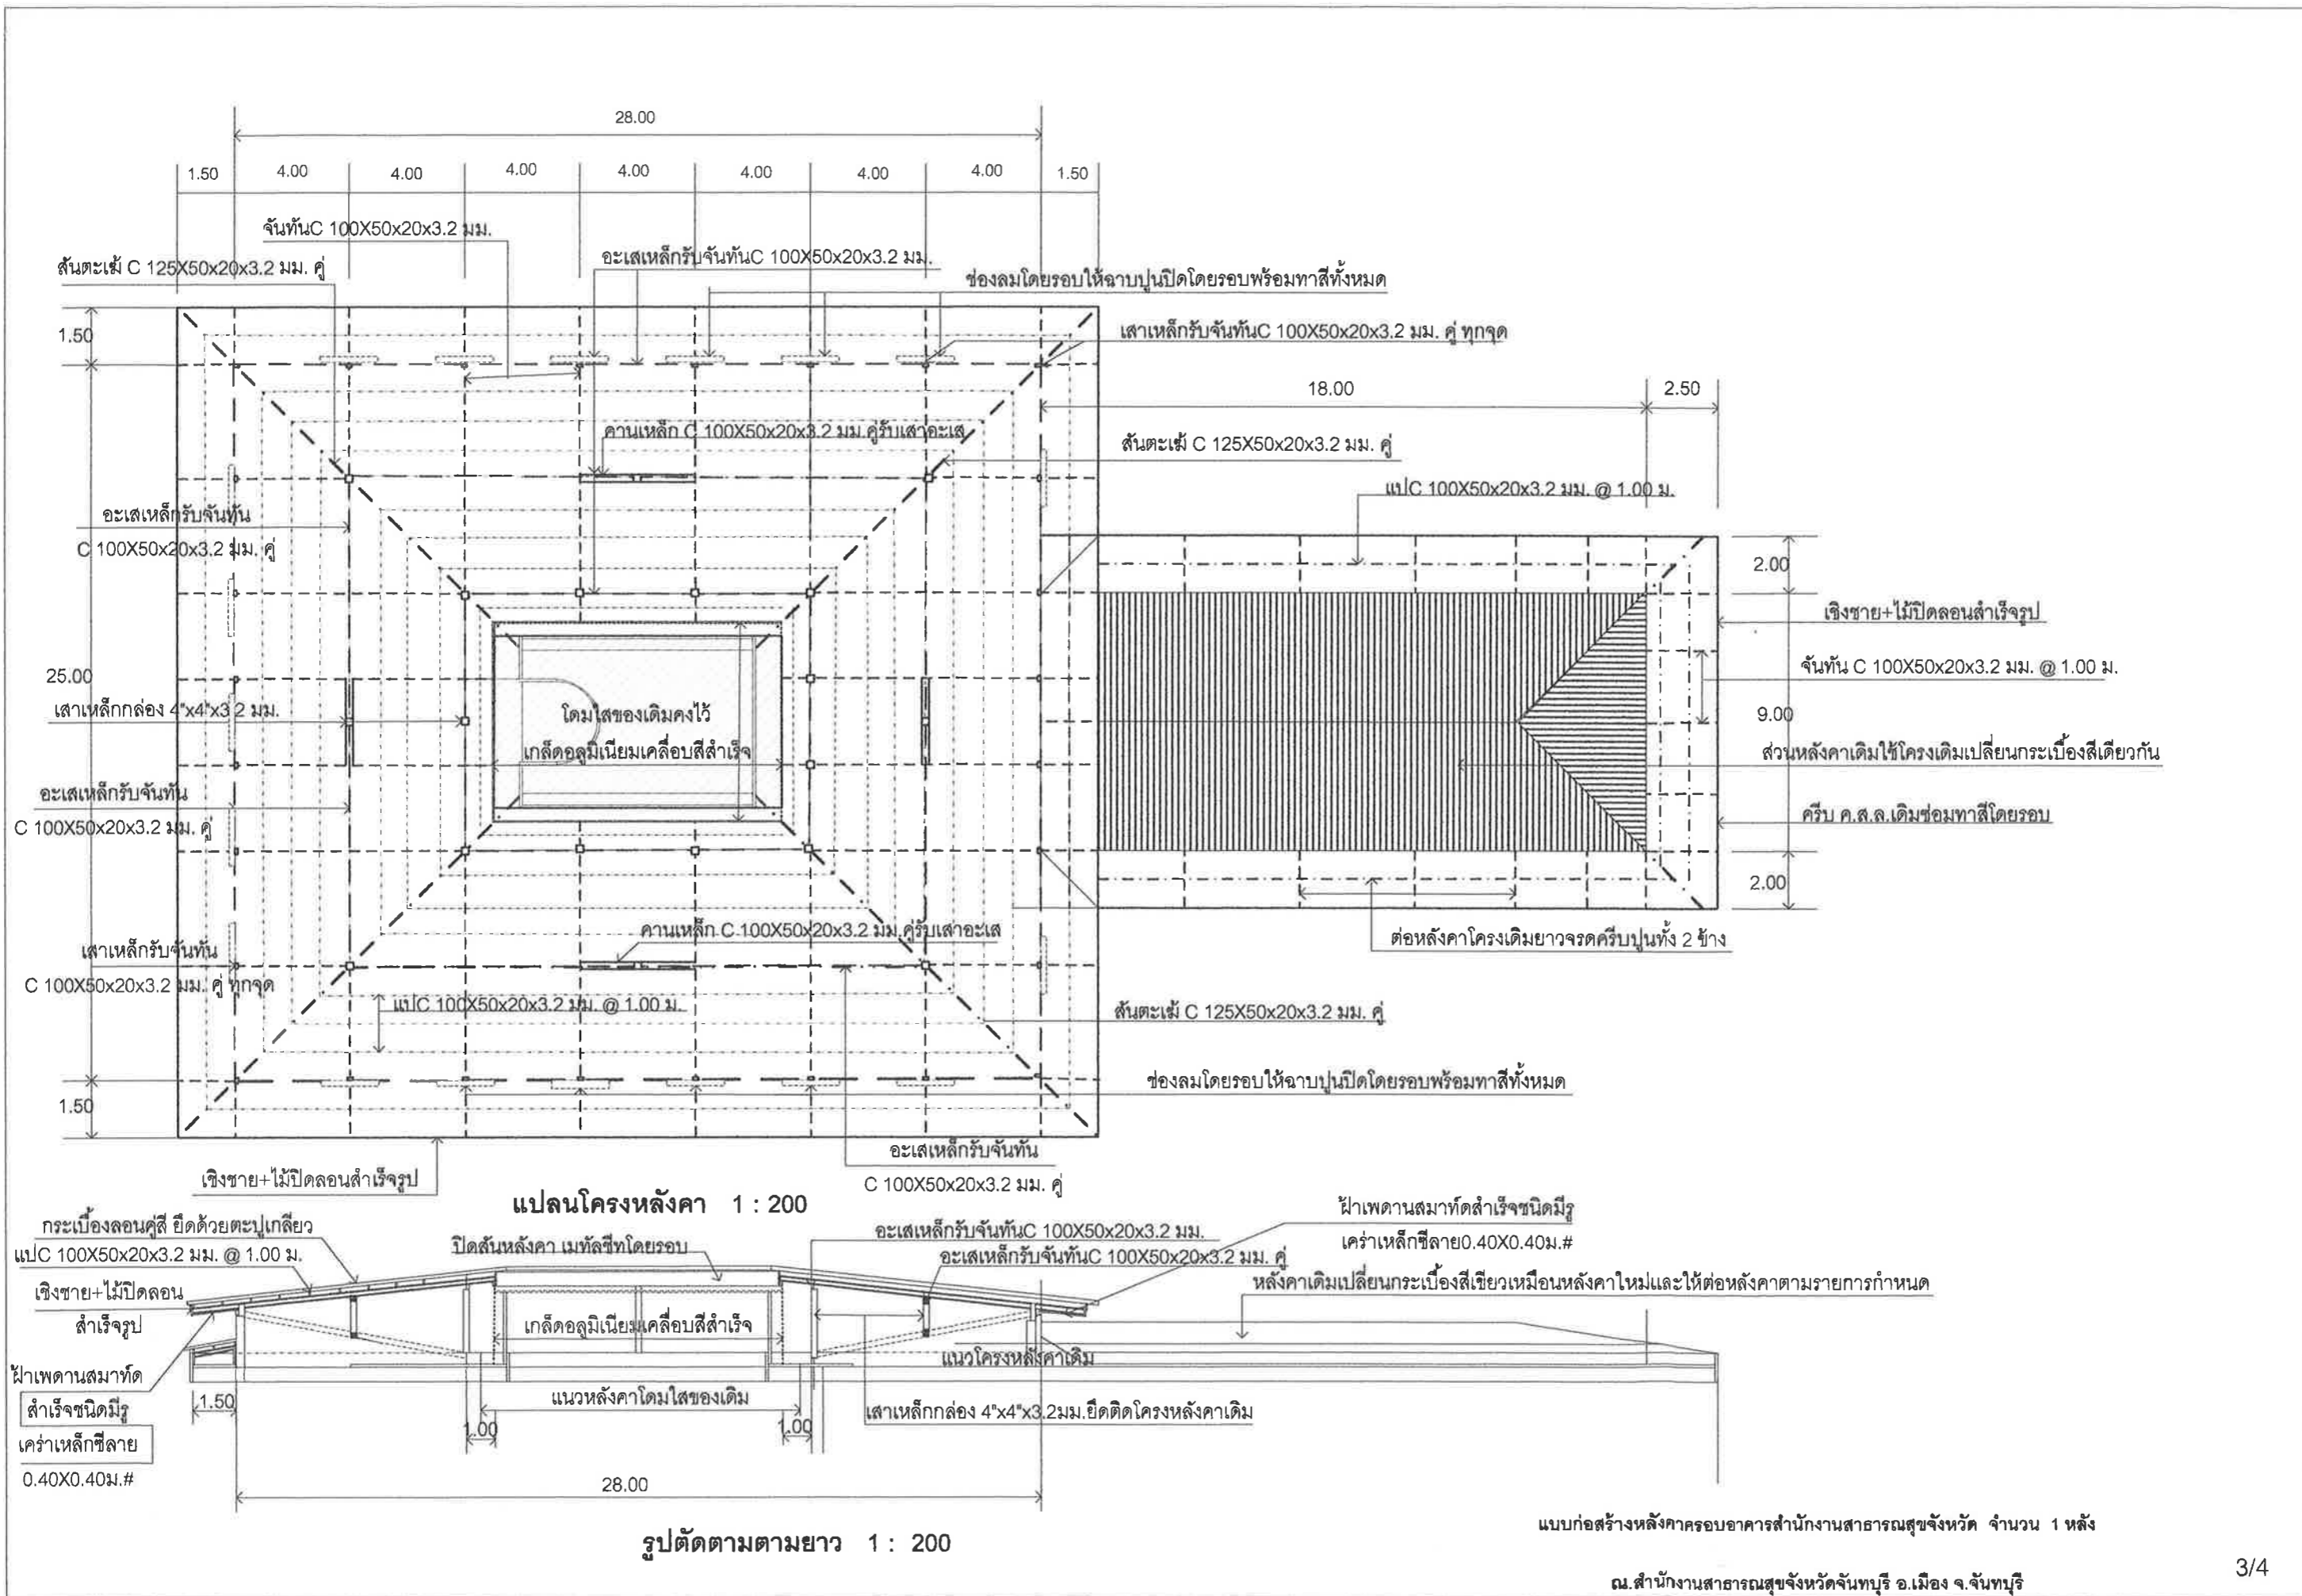 28.00
1.50 4.00 4.00 4.00 4.00 4.00 4.00 4.00 1.50
จันทันC 100X50x20x3.2 มม.
สันตะเฆ้ C 125X50x20x3.2 มม. คู่
อะเสเหล็กรับจันทันC 100X50x20x3.2 มม.
ช่องลมโดยรอบให้ฉาบปูนปิดโดยรอบพร้อมทาสีทั้งหมด
1.50
เสาเหล็กรับจันทันC 100X50x20x3.2 มม. คู่ ทุกจุด
18.00 2.50
คานเหล็ก C 100X50x20x3.2 มม.คู่รับเสาอะเส
สันตะเฆ้ C 125X50x20x3.2 มม. คู่
แปC 100X50x20x3.2 มม. @ 1.00 ม.
อะเสเหล็กรับจันทัน
C 100X50x20x3.2 มม. คู่
2.00
เชิงชาย+ไม้ปิดลอนสำเร็จรูป
25.00
จันทัน C 100X50x20x3.2 มม. @ 1.00 ม.
เสาเหล็กกล่อง 4"x4"x3.2 มม.
โดมใสของเดิมคงไว้
9.00
เกล็ดอลูมิเนียมเคลือบสีสำเร็จ
ส่วนหลังคาเดิมใช้โครงเดิมเปลี่ยนกระเบื้องสีเดียวกัน
อะเสเหล็กรับจันทัน
C 100X50x20x3.2 มม. คู่
ครีบ ค.ส.ล.เดิมซ่อมทาสีโดยรอบ
2.00
คานเหล็ก C 100X50x20x3.2 มม.คู่รับเสาอะเส
ต่อหลังคาโครงเดิมยาวจรดครีบปูนทั้ง 2 ข้าง
เสาเหล็กรับจันทัน
C 100X50x20x3.2 มม. คู่ ทุกจุด
แปC 100X50x20x3.2 มม. @ 1.00 ม.
สันตะเฆ้ C 125X50x20x3.2 มม. คู่
ช่องลมโดยรอบให้ฉาบปูนปิดโดยรอบพร้อมทาสีทั้งหมด
1.50
อะเสเหล็กรับจันทัน
C 100X50x20x3.2 มม. คู่
เชิงชาย+ไม้ปิดลอนสำเร็จรูป
แปลนโครงหลังคา 1 : 200
กระเบื้องลอนคู่สี ยึดด้วยตะปูเกลียว
แปC 100X50x20x3.2 มม. @ 1.00 ม.
เชิงชาย+ไม้ปิดลอน
สำเร็จรูป
ปิดสันหลังคา เมทัลชีทโดยรอบ
อะเสเหล็กรับจันทันC 100X50x20x3.2 มม.
อะเสเหล็กรับจันทันC 100X50x20x3.2 มม. คู่
ฝ้าเพดานสมาท์ดสำเร็จชนิดมีรู
เคร่าเหล็กซีลาย0.40X0.40ม.#
หลังคาเดิมเปลี่ยนกระเบื้องสีเขียวเหมือนหลังคาใหม่และให้ต่อหลังคาตามรายการกำหนด
เกล็ดอลูมิเนียมเคลือบสีสำเร็จ
แนวโครงหลังคาเดิม
ฝ้าเพดานสมาท์ด
สำเร็จชนิดมีรู
เคร่าเหล็กซีลาย
0.40X0.40ม.#
1.50
แนวหลังคาโดมใสของเดิม
1.00 1.00
เสาเหล็กกล่อง 4"x4"x3.2มม.ยึดติดโครงหลังคาเดิม
28.00
รูปตัดตามตามยาว 1 : 200
แบบก่อสร้างหลังคาครอบอาคารสำนักงานสาธารณสุขจังหวัด จำนวน 1 หลัง
ณ.สำนักงานสาธารณสุขจังหวัดจันทบุรี อ.เมือง จ.จันทบุรี
3/4